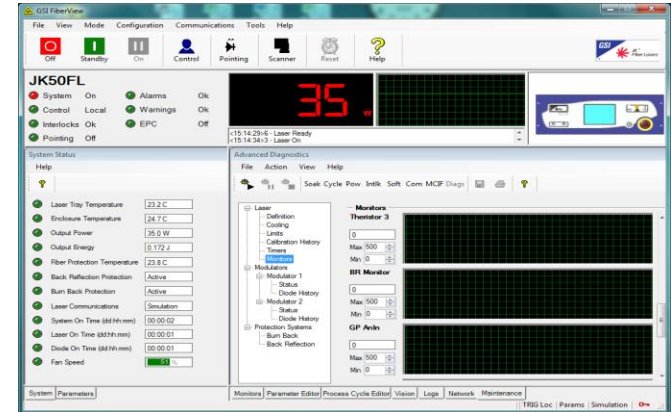 GSI FiberView
File View Mode Configuration Communications Tools Help
Off Standby On Control Pointing Scanner Reset Help
GSI Fiber Lasers
JK50FL
System On Alarms Ok
Control Local Warnings Ok
Interlocks Ok EPC Off
Pointing Off
35 w
<15:14:29>6 - Laser Ready
<15:14:34>3 - Laser On
System Status
Help
Laser Tray Temperature 23.2 C
Enclosure Temperature 24.7 C
Output Power 35.0 W
Output Energy 0.172 J
Fiber Protection Temperature 23.8 C
Back Reflection Protection Active
Burn Back Protection Active
Laser Communications Simulation
System On Time (dd:hh:mm) 00:00:02
Laser On Time (dd:hh:mm) 00:00:01
Diode On Time (dd:hh:mm) 00:00:01
Fan Speed 51 %
System Parameters
Advanced Diagnostics
File Action View Help
Soak Cycle Pow Intlk Soft Com MCIF Diags
Laser
Definition
Cooling
Limits
Calibration History
Timers
Monitors
Modulators
Modulator 1
Status
Diode History
Modulator 2
Status
Diode History
Protection Systems
Burn Back
Back Reflection
Monitors
Theristor 3
0
Max 500
Min 0
BR Monitor
0
Max 500
Min 0
GP AnIn
0
Max 500
Min 0
Monitors Parameter Editor Process Cycle Editor Vision Logs Network Maintenance
TRIG Loc Params Simulation